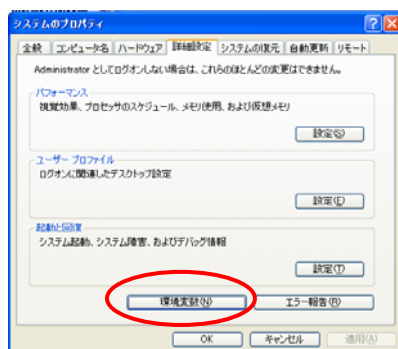 システムのプロパティ
全般 コンピュータ名 ハードウェア 詳細設定 システムの復元 自動更新 リモート
Administrator としてログオンしない場合は、これらのほとんどの変更はできません。
パフォーマンス
視覚効果、プロセッサのスケジュール、メモリ使用、および仮想メモリ
設定(S)
ユーザー プロファイル
ログオンに関連したデスクトップ設定
設定(E)
起動と回復
システム起動、システム障害、およびデバッグ情報
設定(T)
環境変数(N) エラー報告(R)
OK キャンセル 適用(A)